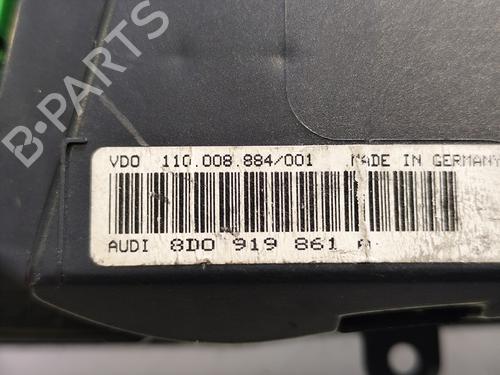 B-PARTS
VDO 110.008.884/001 MADE IN GERMANY
AUDI 8D0 919 861 A